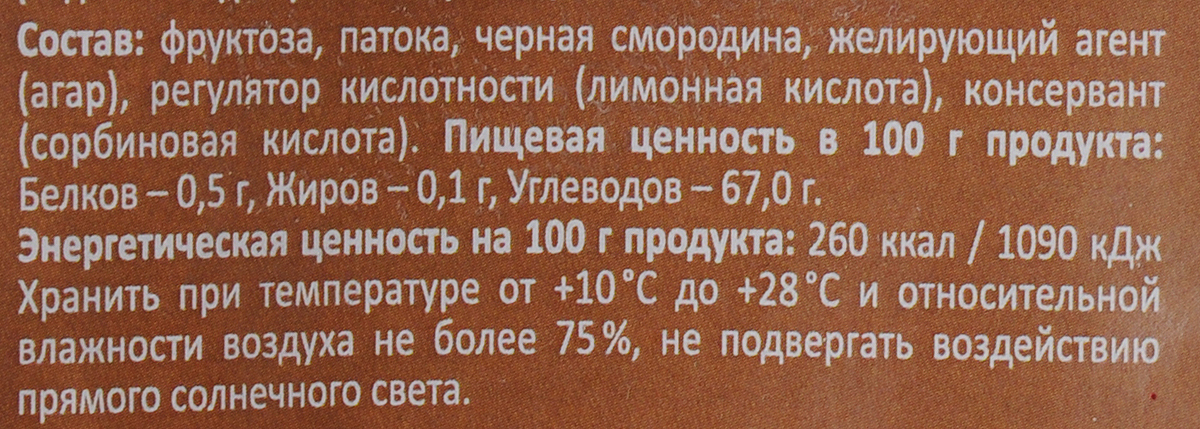 Состав: фруктоза, патока, черная смородина, желирующий агент
(агар), регулятор кислотности (лимонная кислота), консервант
(сорбиновая кислота). Пищевая ценность в 100 г продукта:
Белков – 0,5 г, Жиров – 0,1 г, Углеводов – 67,0 г.
Энергетическая ценность на 100 г продукта: 260 ккал / 1090 кДж
Хранить при температуре от +10 °С до +28 °С и относительной
влажности воздуха не более 75 %, не подвергать воздействию
прямого солнечного света.